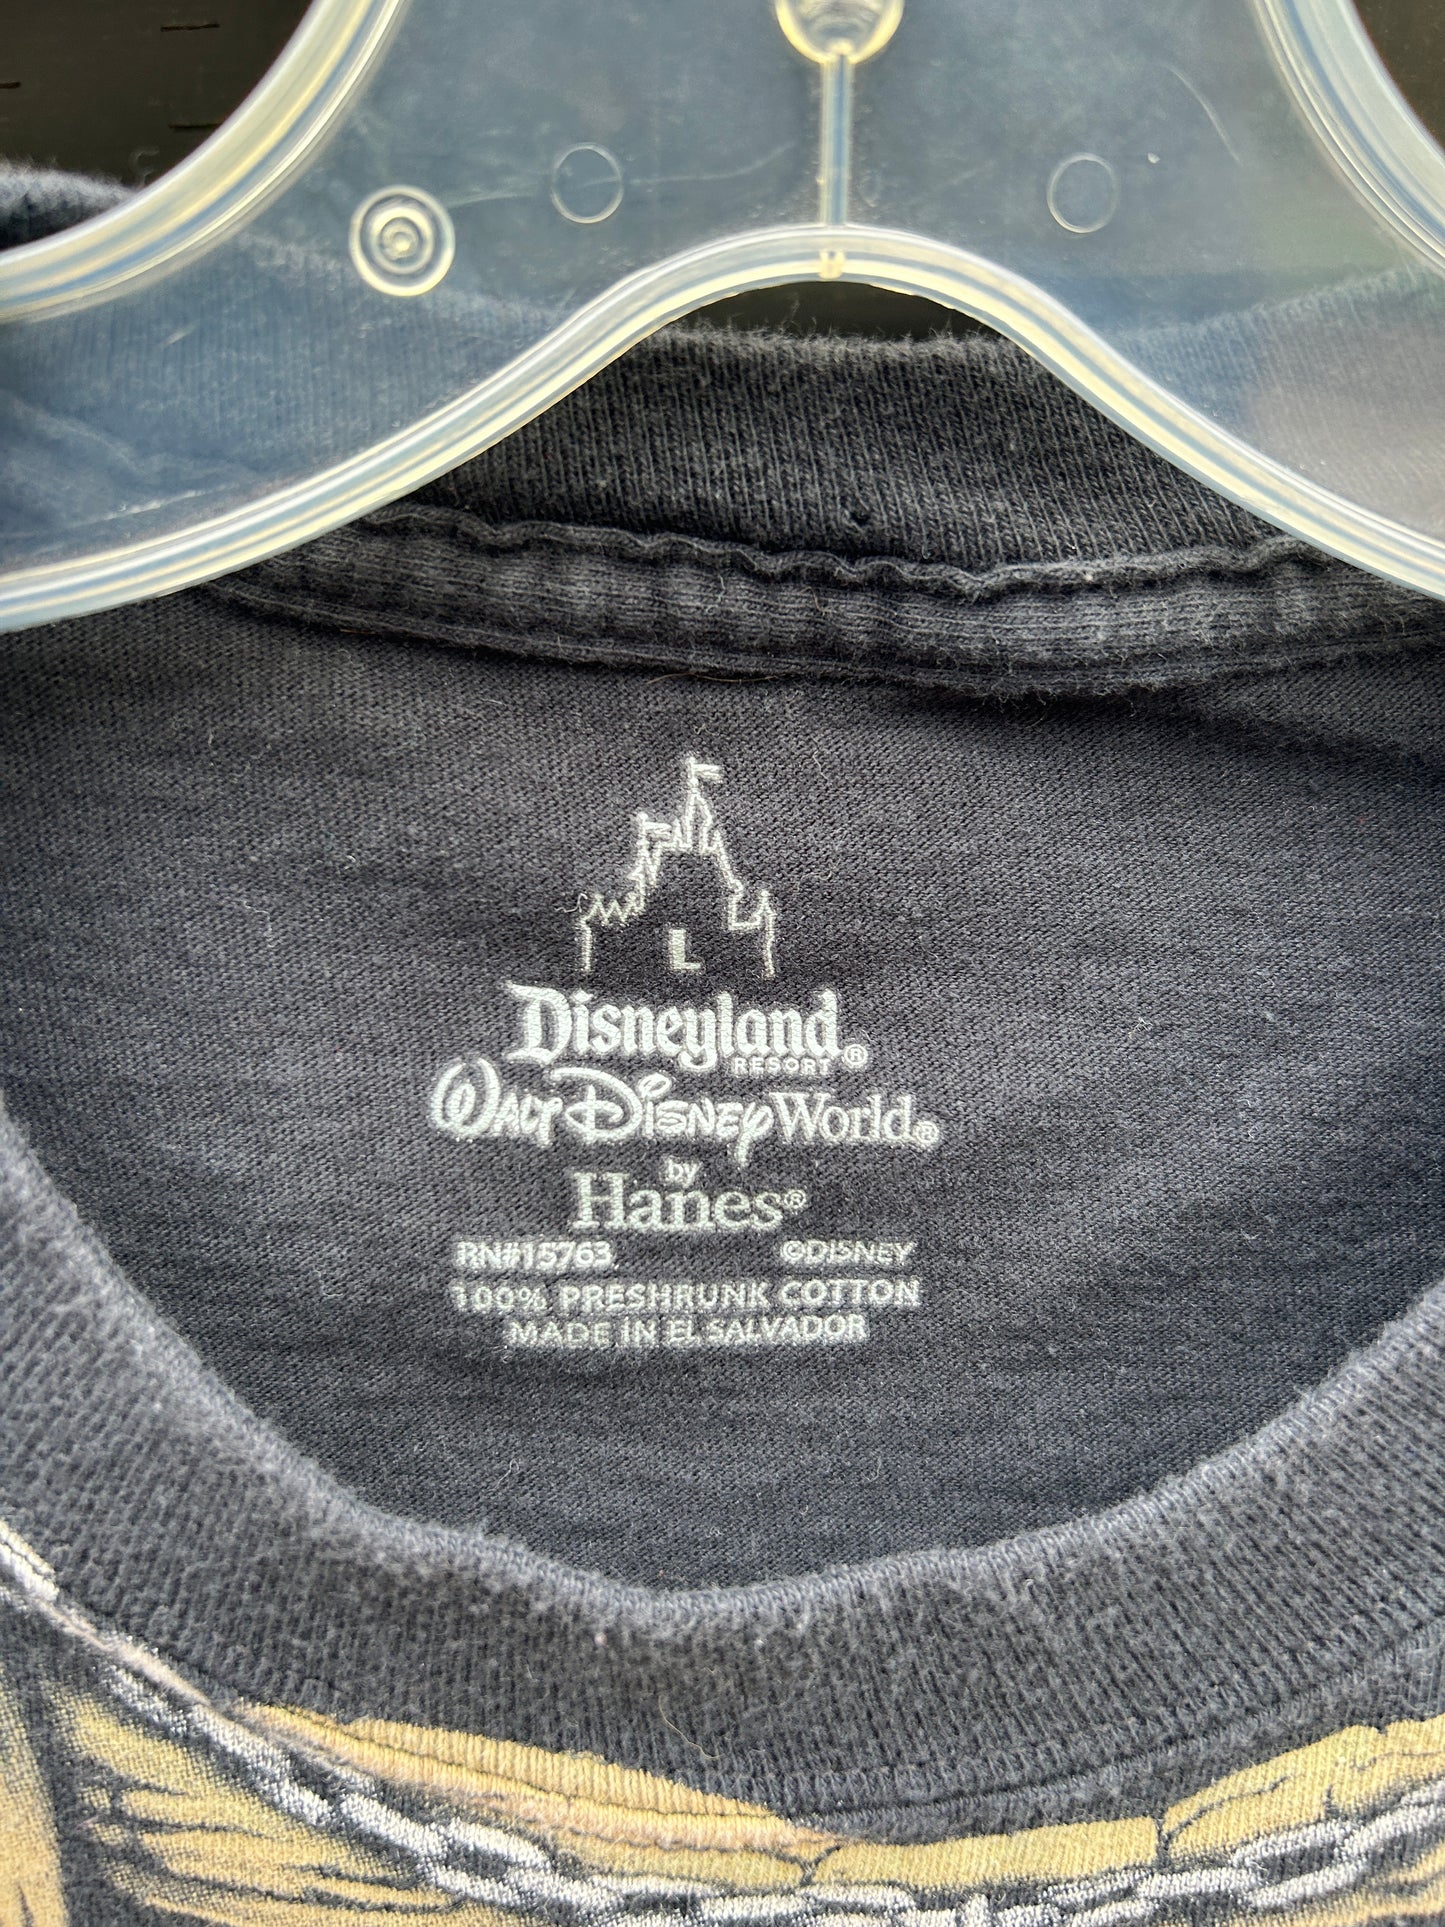 L
Disneyland®
RESORT
Walt Disney World®
by
Hanes®
RN#15763 ©DISNEY
100% PRESHRUNK COTTON
MADE IN EL SALVADOR